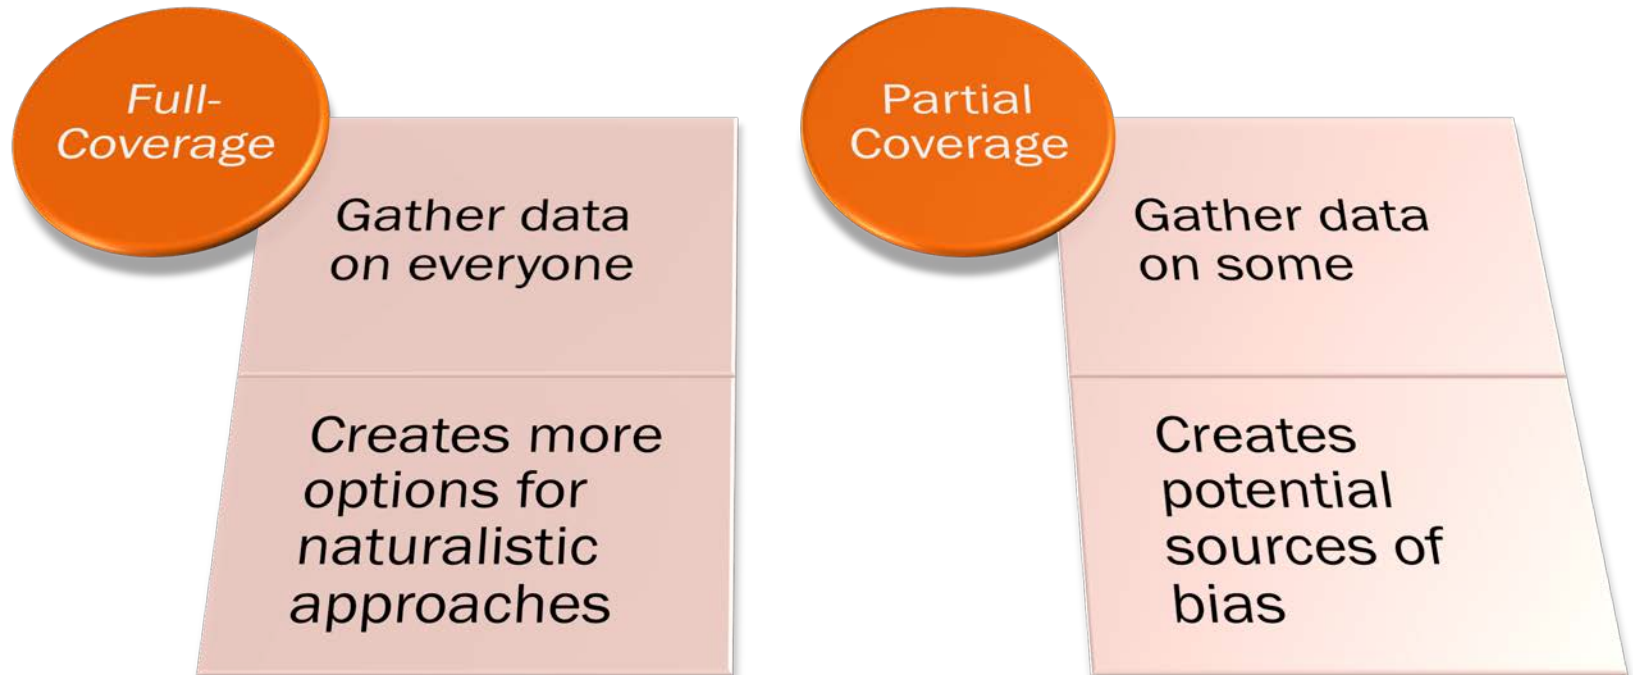 Full-
Coverage
Gather data
on everyone
Creates more
options for
naturalistic
approaches
Partial
Coverage
Gather data
on some
Creates
potential
sources of
bias